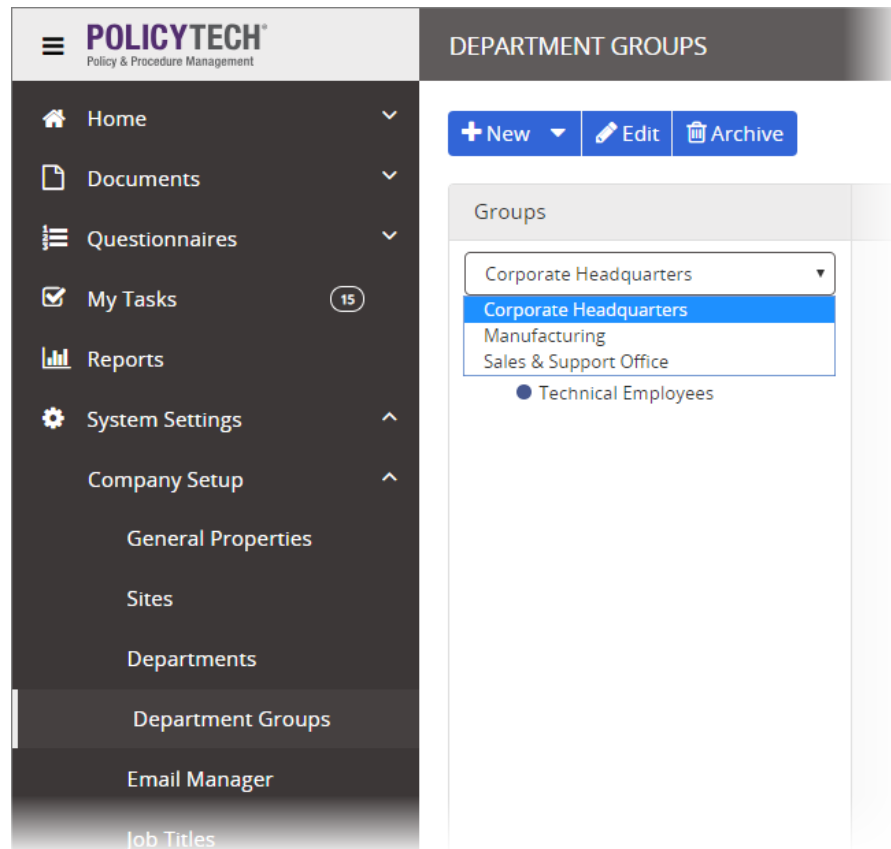 POLICYTECH®
Policy & Procedure Management
Home
Documents
Questionnaires
My Tasks 15
Reports
System Settings
Company Setup
General Properties
Sites
Departments
Department Groups
Email Manager
Job Titles
DEPARTMENT GROUPS
New Edit Archive
Groups
Corporate Headquarters
Corporate Headquarters
Manufacturing
Sales & Support Office
Technical Employees